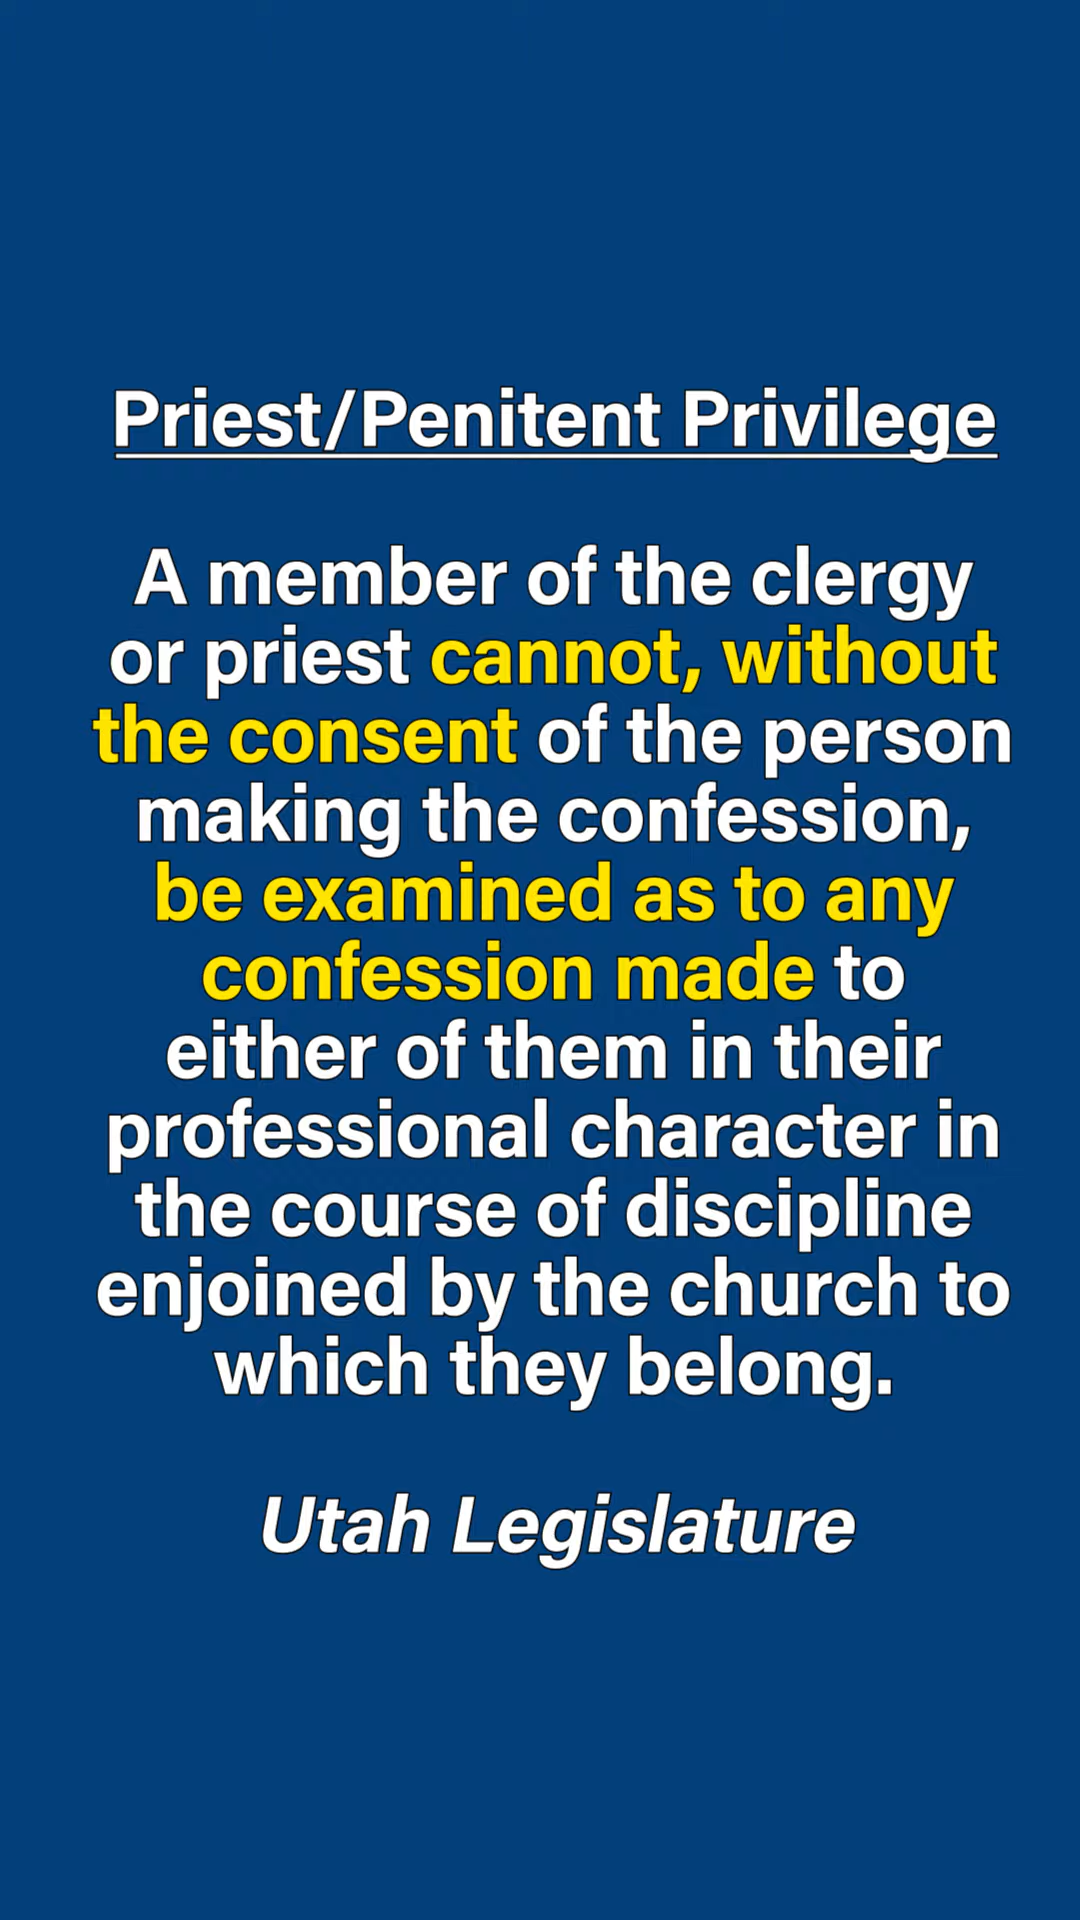 Priest/Penitent Privilege
A member of the clergy
or priest cannot, without
the consent of the person
making the confession,
be examined as to any
confession made to
either of them in their
professional character in
the course of discipline
enjoined by the church to
which they belong.
Utah Legislature